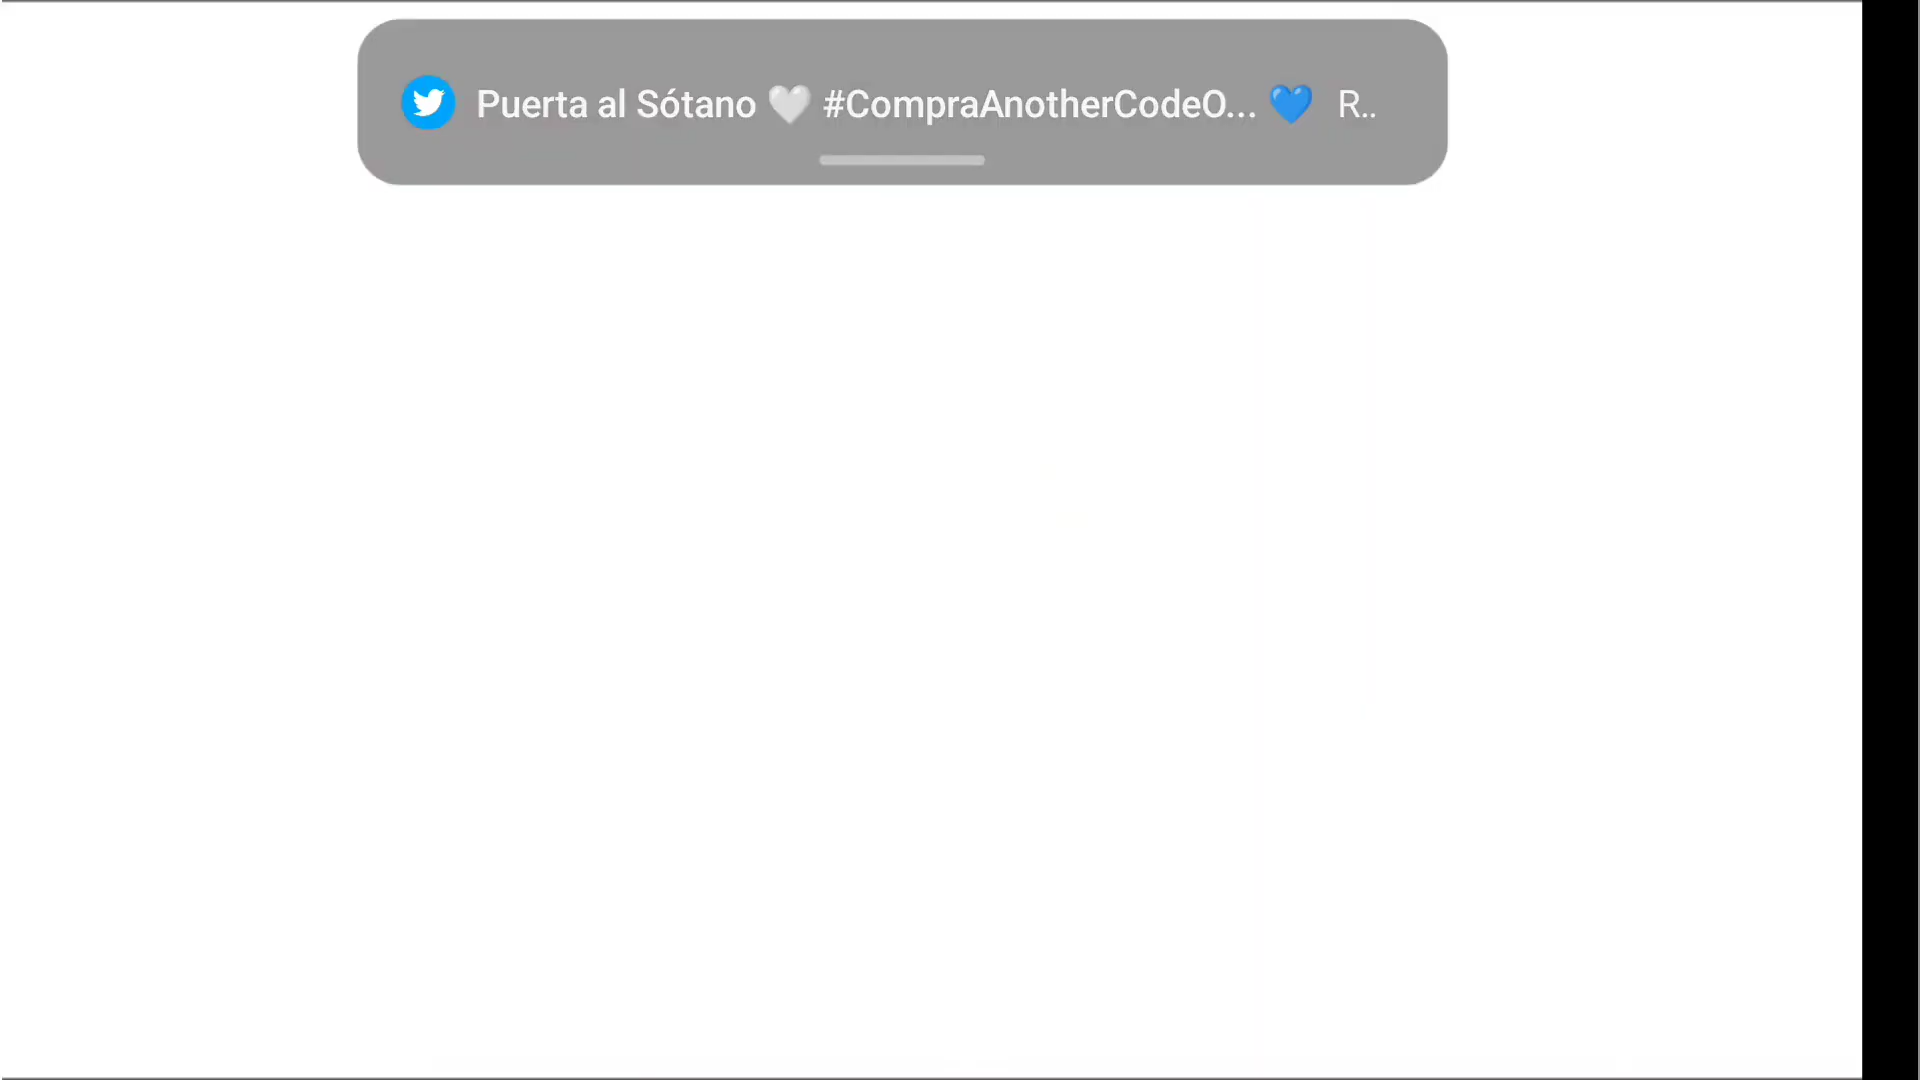 Puerta al Sótano 🤍 #CompraAnotherCodeO... 💙 R..